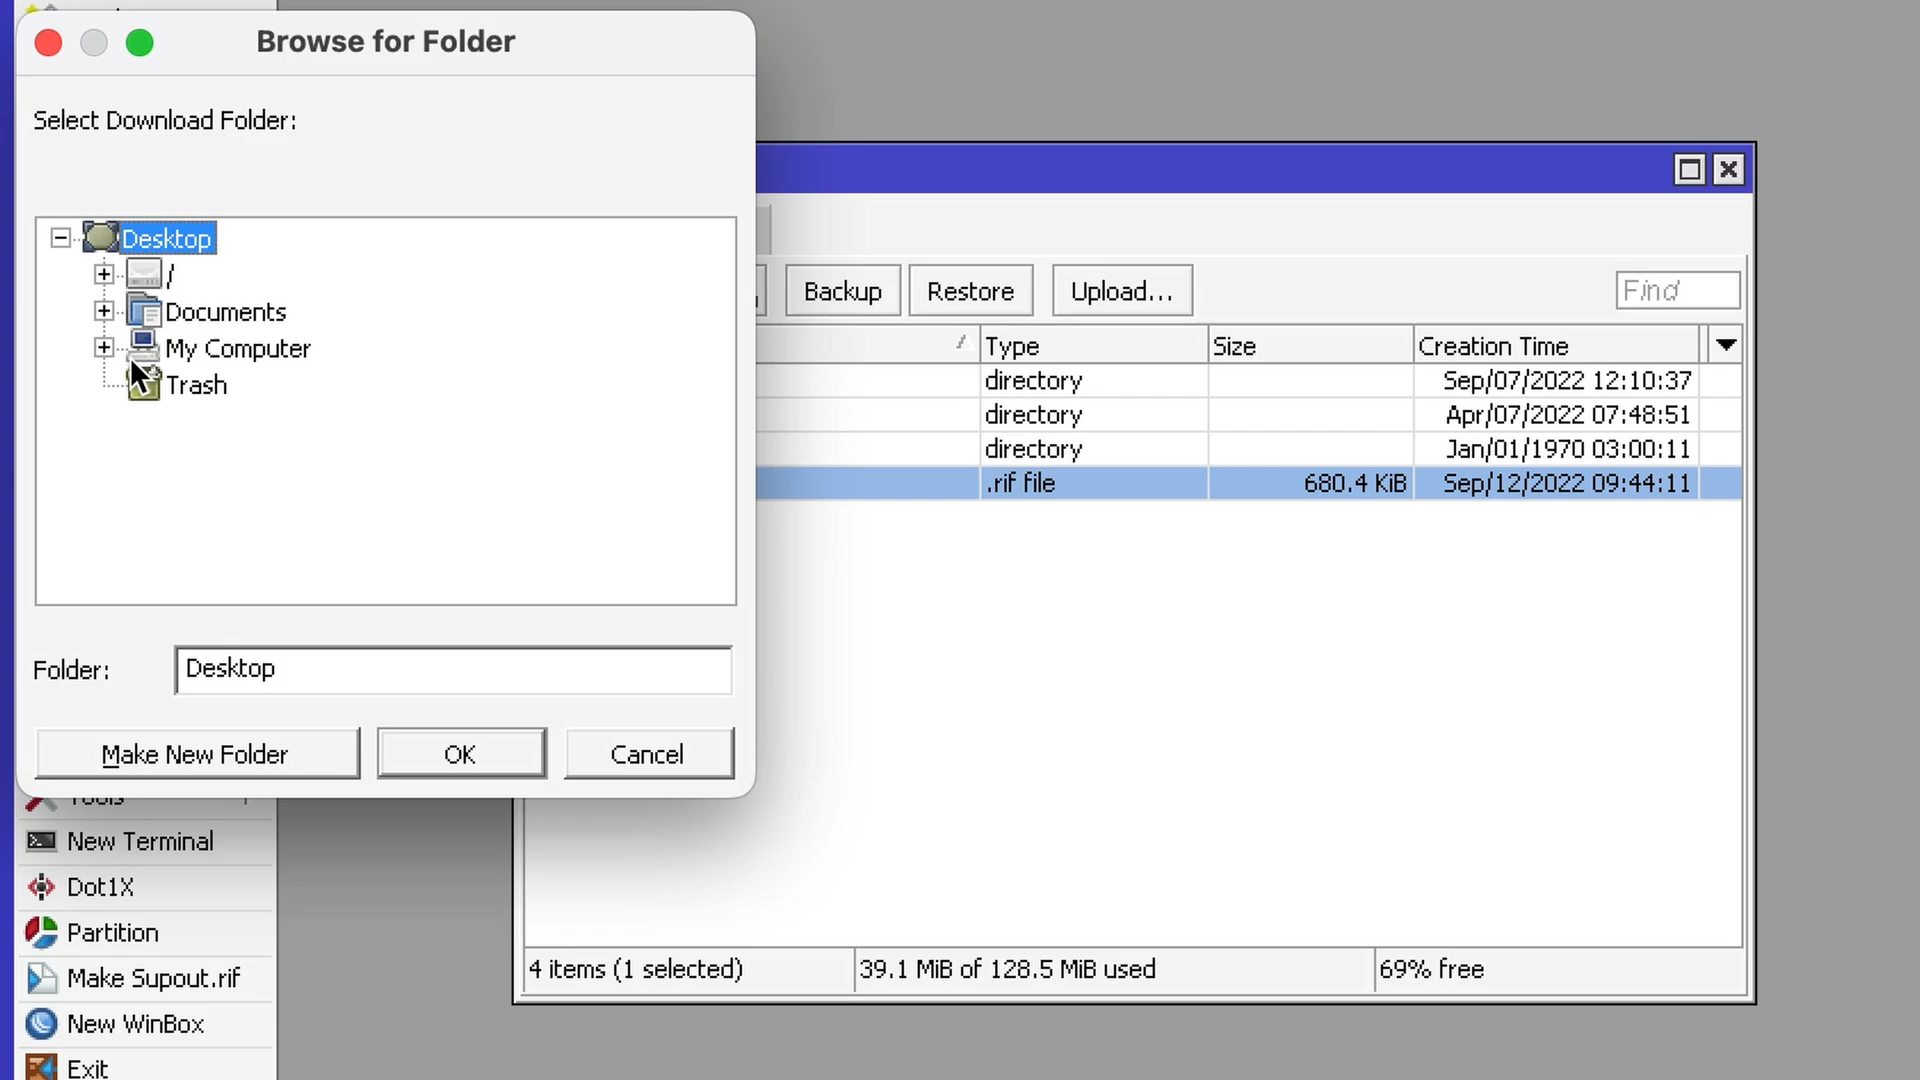 Browse for Folder
Select Download Folder:
Desktop
/
Documents
My Computer
Trash
Folder:
Desktop
Make New Folder
OK
Cancel
Backup
Restore
Upload...
Find
Type
Size
Creation Time
directory
Sep/07/2022 12:10:37
directory
Apr/07/2022 07:48:51
directory
Jan/01/1970 03:00:11
.rif file
680.4 KiB
Sep/12/2022 09:44:11
4 items (1 selected)
39.1 MiB of 128.5 MiB used
69% free
Tools
New Terminal
Dot1X
Partition
Make Supout.rif
New WinBox
Exit